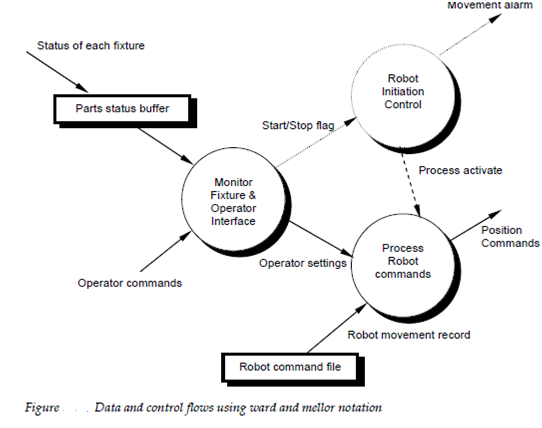 Movement alarm
Status of each fixture
Robot
Initiation
Control
Parts status buffer
Start/Stop flag
Process activate
Monitor
Fixture &
Operator
Interface
Position
Commands
Process
Robot
commands
Operator settings
Operator commands
Robot movement record
Robot command file
Figure . . . Data and control flows using ward and mellor notation